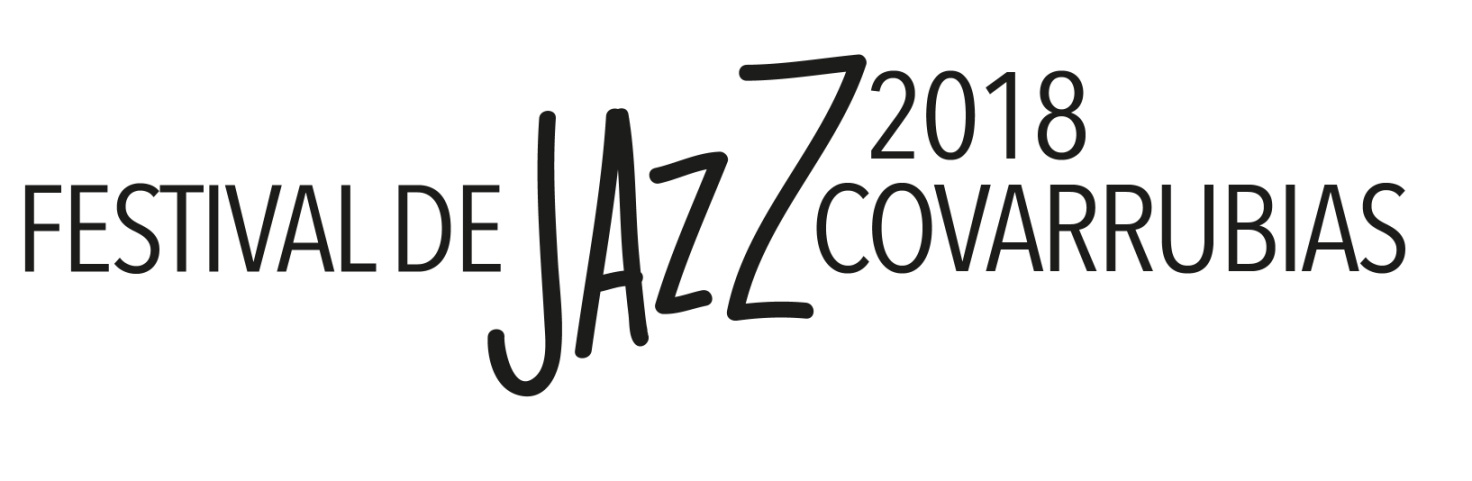 FESTIVAL DE JAZZ 2018
COVARRUBIAS